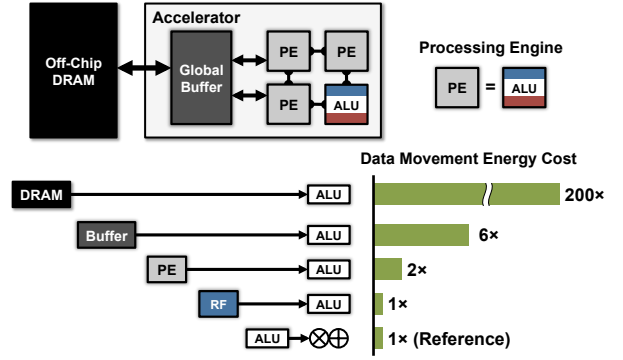 Accelerator
Off-Chip
DRAM
Global
Buffer
PE
PE
PE
ALU
Processing Engine
PE
=
ALU
Data Movement Energy Cost
DRAM
ALU
200×
Buffer
ALU
6×
PE
ALU
2×
RF
ALU
1×
ALU
1× (Reference)